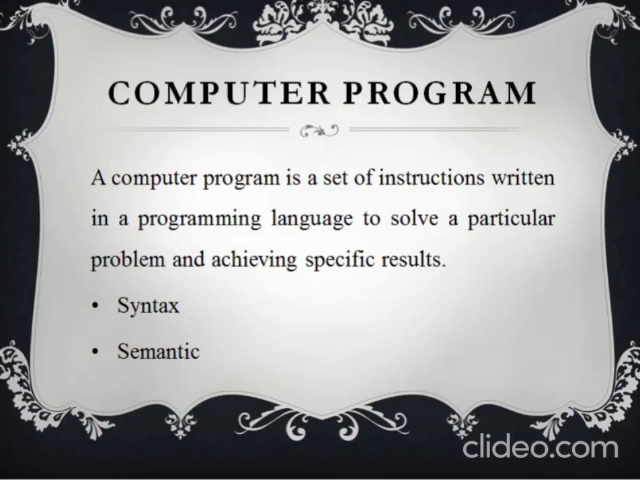 COMPUTER PROGRAM
A computer program is a set of instructions written
in a programming language to solve a particular
problem and achieving specific results.
• Syntax
• Semantic
clideo.com